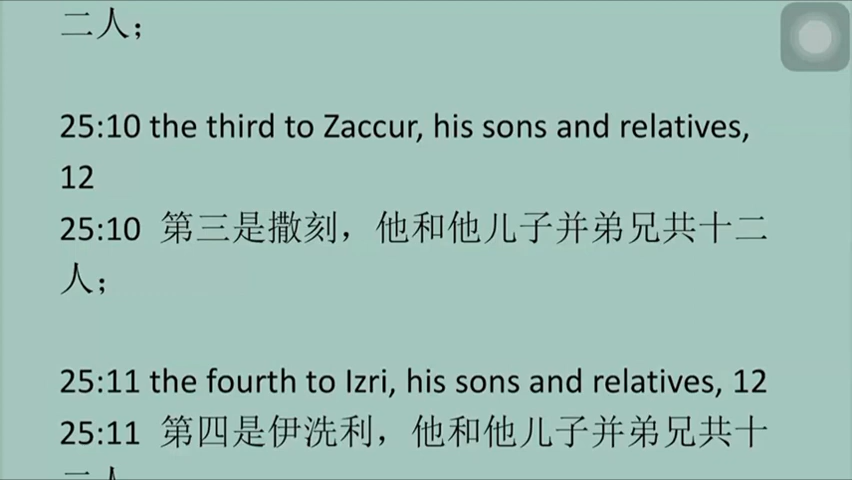 二人；
25:10 the third to Zaccur, his sons and relatives,
12
25:10 第三是撒刻，他和他儿子并弟兄共十二
人；
25:11 the fourth to Izri, his sons and relatives, 12
25:11 第四是伊洗利，他和他儿子并弟兄共十
二人